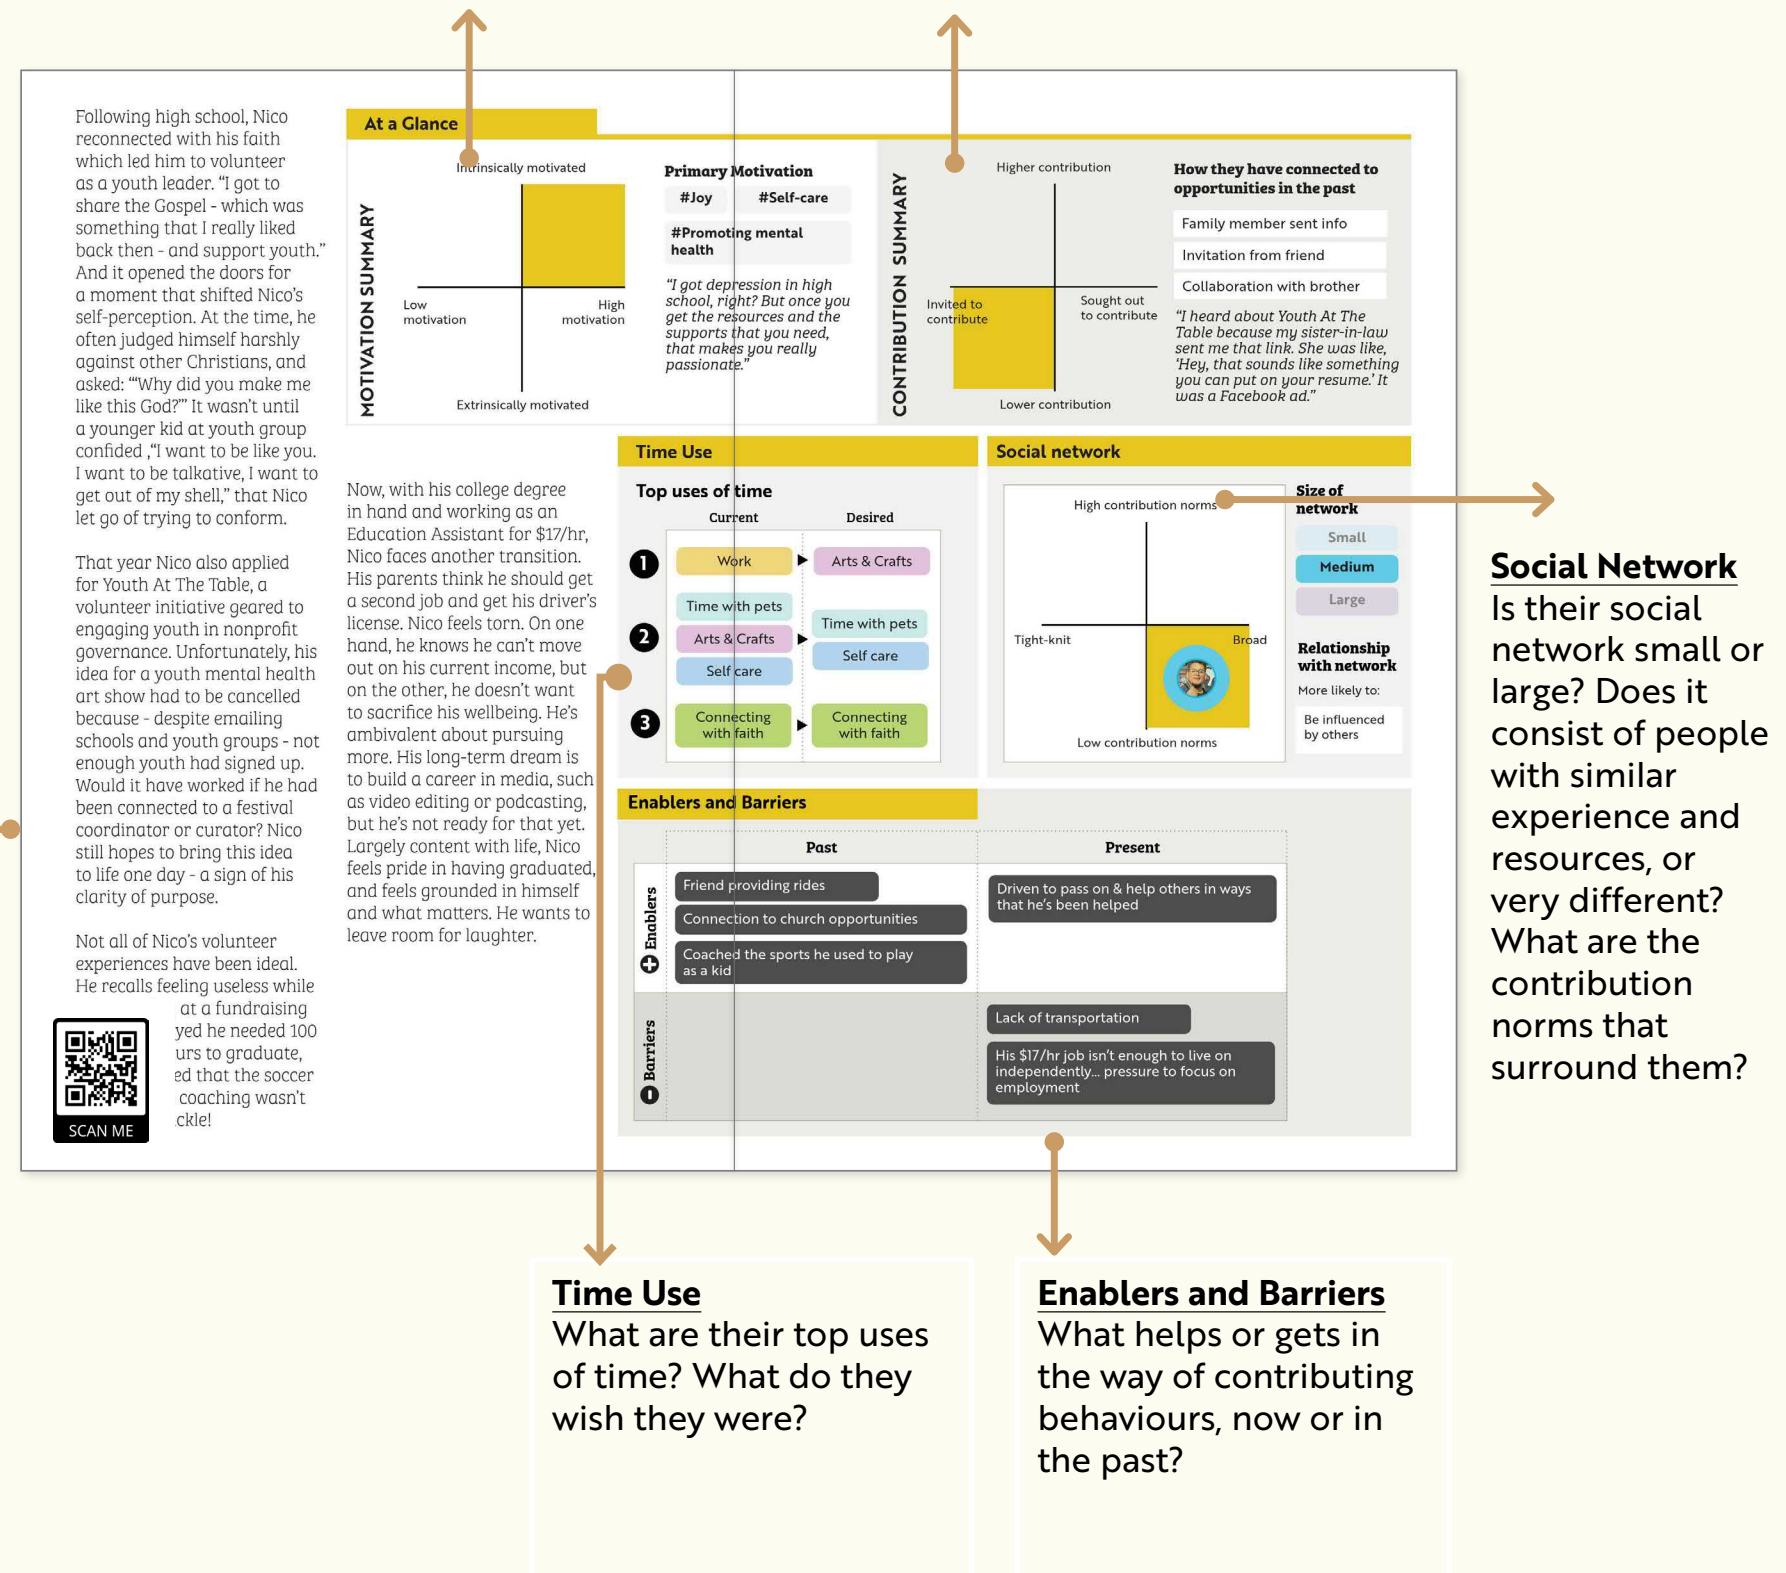 Following high school, Nico
reconnected with his faith
which led him to volunteer
as a youth leader. “I got to
share the Gospel - which was
something that I really liked
back then - and support youth.”
And it opened the doors for
a moment that shifted Nico’s
self-perception. At the time, he
often judged himself harshly
against other Christians, and
asked: “‘Why did you make me
like this God?’” It wasn’t until
a younger kid at youth group
confided ,“I want to be like you.
I want to be talkative, I want to
get out of my shell,” that Nico
let go of trying to conform.
That year Nico also applied
for Youth At The Table, a
volunteer initiative geared to
engaging youth in nonprofit
governance. Unfortunately, his
idea for a youth mental health
art show had to be cancelled
because - despite emailing
schools and youth groups - not
enough youth had signed up.
Would it have worked if he had
been connected to a festival
coordinator or curator? Nico
still hopes to bring this idea
to life one day - a sign of his
clarity of purpose.
Not all of Nico’s volunteer
experiences have been ideal.
He recalls feeling useless while
at a fundraising
yed he needed 100
urs to graduate,
ed that the soccer
coaching wasn’t
ckle!
SCAN ME
Now, with his college degree
in hand and working as an
Education Assistant for $17/hr,
Nico faces another transition.
His parents think he should get
a second job and get his driver’s
license. Nico feels torn. On one
hand, he knows he can’t move
out on his current income, but
on the other, he doesn’t want
to sacrifice his wellbeing. He’s
ambivalent about pursuing
more. His long-term dream is
to build a career in media, such
as video editing or podcasting,
but he’s not ready for that yet.
Largely content with life, Nico
feels pride in having graduated,
and feels grounded in himself
and what matters. He wants to
leave room for laughter.
At a Glance
MOTIVATION SUMMARY
Intrinsically motivated
Low
motivation
High
motivation
Extrinsically motivated
Primary Motivation
#Joy
#Self-care
#Promoting mental
health
“I got depression in high
school, right? But once you
get the resources and the
supports that you need,
that makes you really
passionate.”
CONTRIBUTION SUMMARY
Higher contribution
Invited to
contribute
Sought out
to contribute
Lower contribution
How they have connected to
opportunities in the past
Family member sent info
Invitation from friend
Collaboration with brother
“I heard about Youth At The
Table because my sister-in-law
sent me that link. She was like,
‘Hey, that sounds like something
you can put on your resume.’ It
was a Facebook ad.”
Time Use
Top uses of time
Current
Desired
1
Work
Arts & Crafts
2
Time with pets
Arts & Crafts
Self care
Time with pets
Self care
3
Connecting
with faith
Connecting
with faith
Social network
High contribution norms
Tight-knit
Broad
Low contribution norms
Size of
network
Small
Medium
Large
Relationship
with network
More likely to:
Be influenced
by others
Enablers and Barriers
Past
Present
Enablers
Friend providing rides
Connection to church opportunities
Coached the sports he used to play
as a kid
Driven to pass on & help others in ways
that he’s been helped
Barriers
Lack of transportation
His $17/hr job isn’t enough to live on
independently... pressure to focus on
employment
Social Network
Is their social
network small or
large? Does it
consist of people
with similar
experience and
resources, or
very different?
What are the
contribution
norms that
surround them?
Time Use
What are their top uses
of time? What do they
wish they were?
Enablers and Barriers
What helps or gets in
the way of contributing
behaviours, now or in
the past?